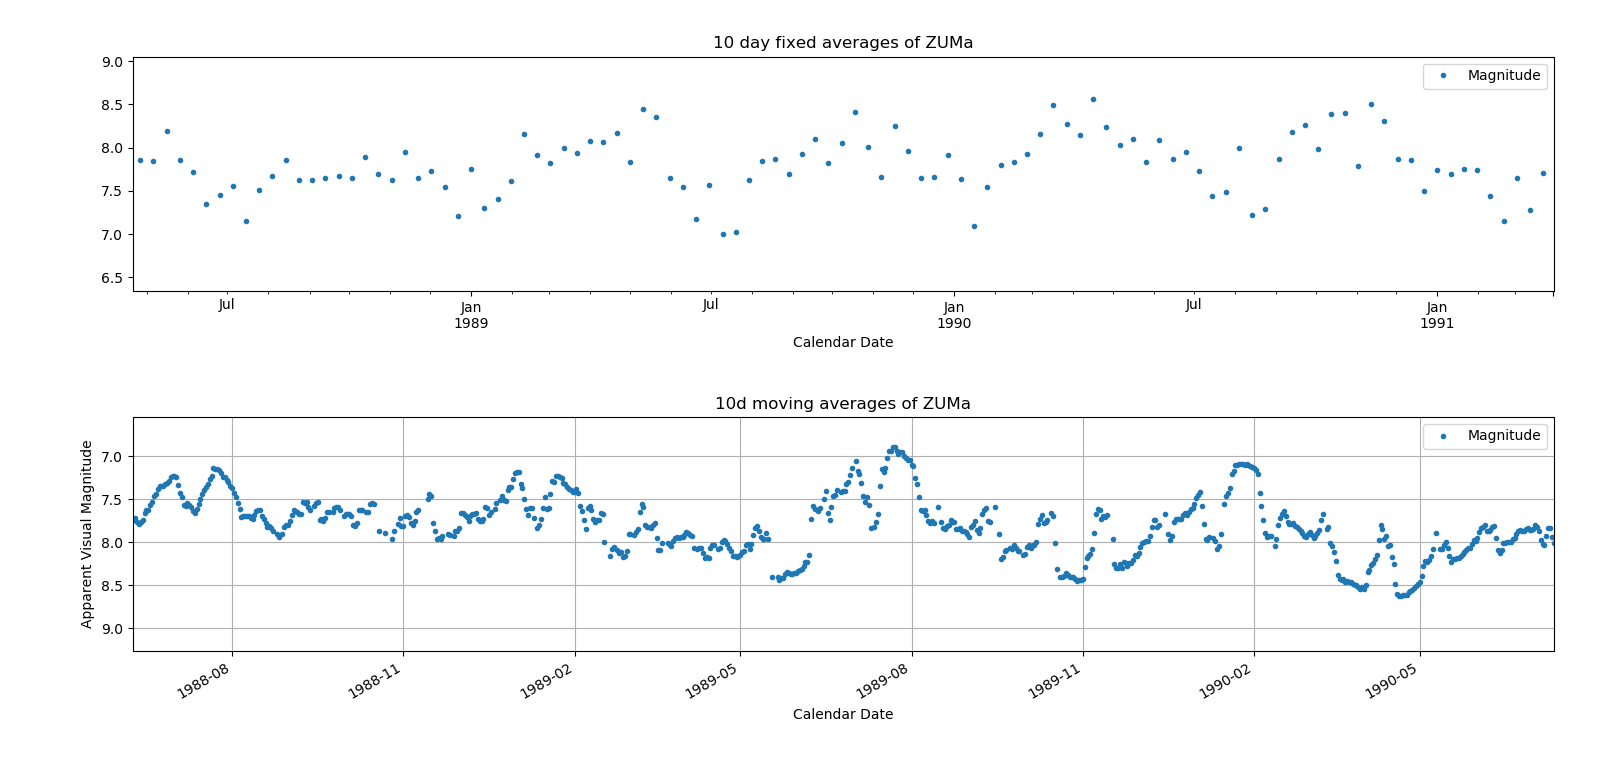 10 day fixed averages of ZUMa
9.0
8.5
8.0
7.5
7.0
6.5
Magnitude
Jul
Jan
1989
Jul
Jan
1990
Jul
Jan
1991
Calendar Date
10d moving averages of ZUMa
Apparent Visual Magnitude
7.0
7.5
8.0
8.5
9.0
Magnitude
1988-08
1988-11
1989-02
1989-05
1989-08
1989-11
1990-02
1990-05
Calendar Date